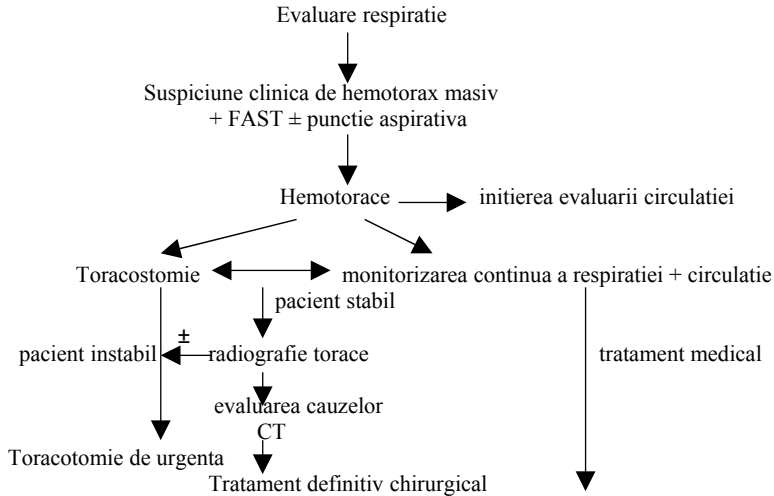 Evaluare respiratie
Suspiciune clinica de hemotorax masiv
+ FAST ± punctie aspirativa
Hemotorace
initierea evaluarii circulatiei
Toracostomie
monitorizarea continua a respiratiei + circulatie
pacient stabil
±
pacient instabil
radiografie torace
tratament medical
evaluarea cauzelor
CT
Toracotomie de urgenta
Tratament definitiv chirurgical